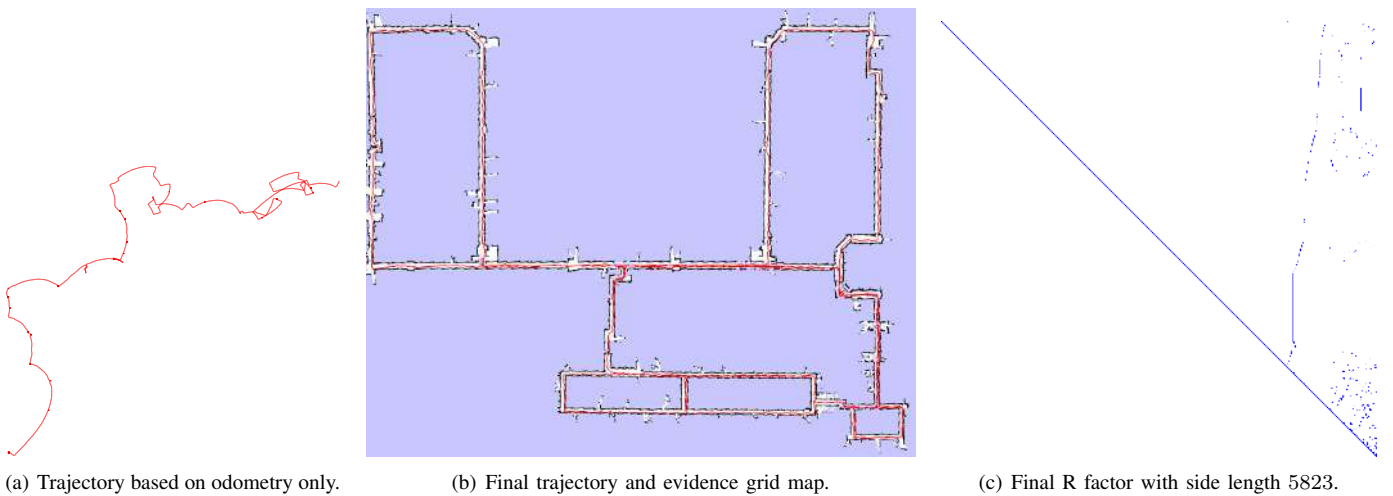 (a) Trajectory based on odometry only.
(b) Final trajectory and evidence grid map.
(c) Final R factor with side length 5823.